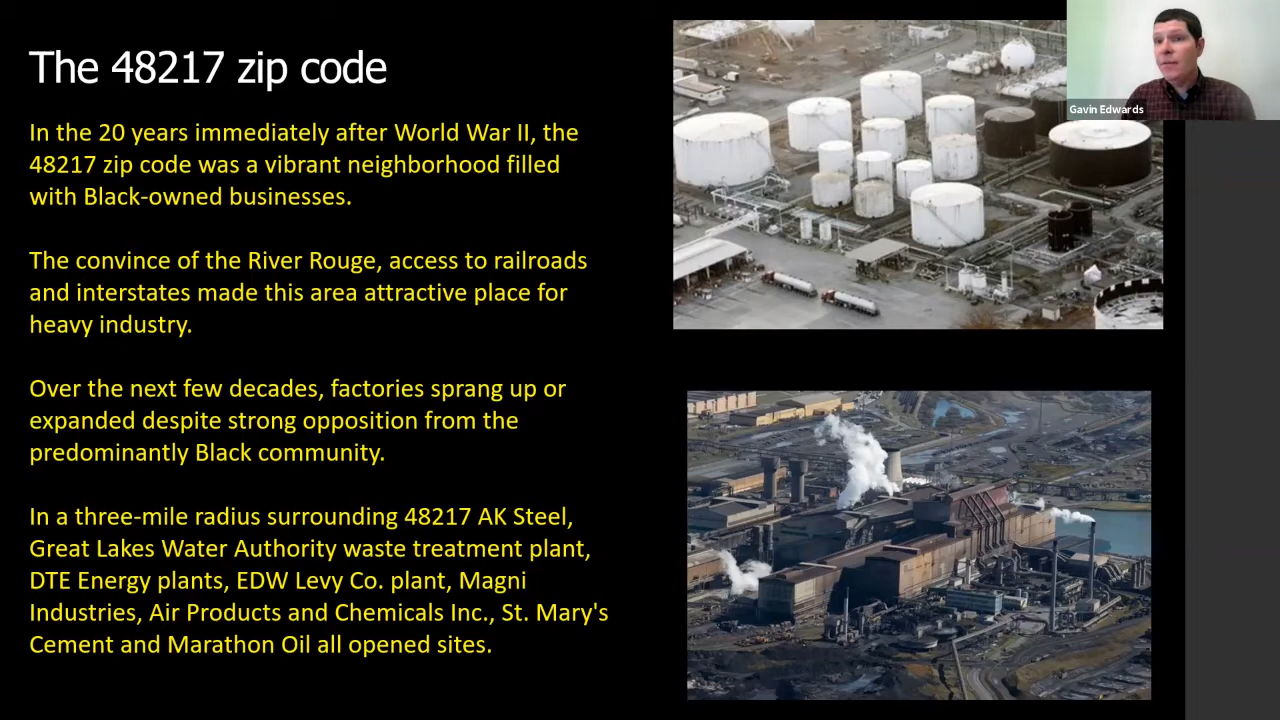 The 48217 zip code
In the 20 years immediately after World War II, the
48217 zip code was a vibrant neighborhood filled
with Black-owned businesses.
The convince of the River Rouge, access to railroads
and interstates made this area attractive place for
heavy industry.
Over the next few decades, factories sprang up or
expanded despite strong opposition from the
predominantly Black community.
In a three-mile radius surrounding 48217 AK Steel,
Great Lakes Water Authority waste treatment plant,
DTE Energy plants, EDW Levy Co. plant, Magni
Industries, Air Products and Chemicals Inc., St. Mary's
Cement and Marathon Oil all opened sites.
Gavin Edwards